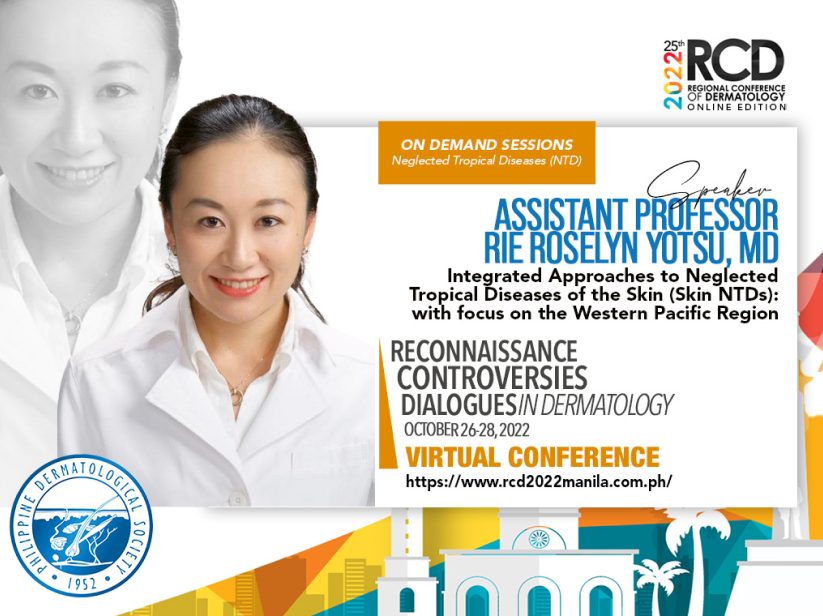 25th
2022
RCD
REGIONAL CONFERENCE
OF DERMATOLOGY
ONLINE EDITION
ON DEMAND SESSIONS
Neglected Tropical Diseases (NTD)
Speaker
ASSISTANT PROFESSOR
RIE ROSELYN YOTSU, MD
Integrated Approaches to Neglected
Tropical Diseases of the Skin (Skin NTDs):
with focus on the Western Pacific Region
RECONNAISSANCE
CONTROVERSIES
DIALOGUES IN DERMATOLOGY
OCTOBER 26-28, 2022
VIRTUAL CONFERENCE
https://www.rcd2022manila.com.ph/
PHILIPPINE DERMATOLOGICAL SOCIETY
• 1952 •